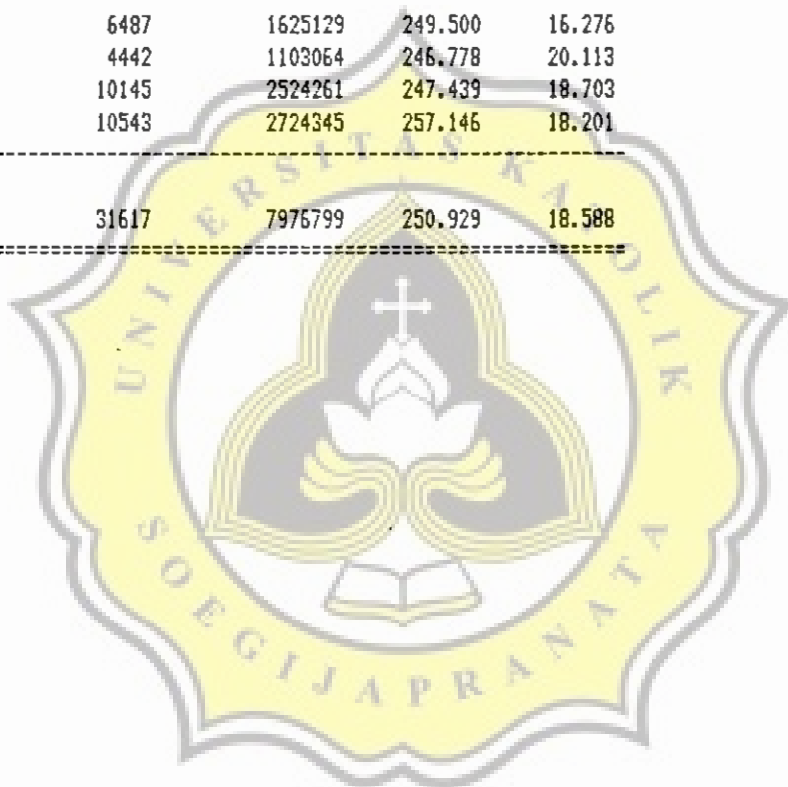 6487 1625129 249.500 16.276
4442 1103064 246.778 20.113
10145 2524261 247.439 18.703
10543 2724345 257.146 18.201
31617 7976799 250.929 18.588
UNIVERSITAS KATOLIK
SOEGIJAPRANATA